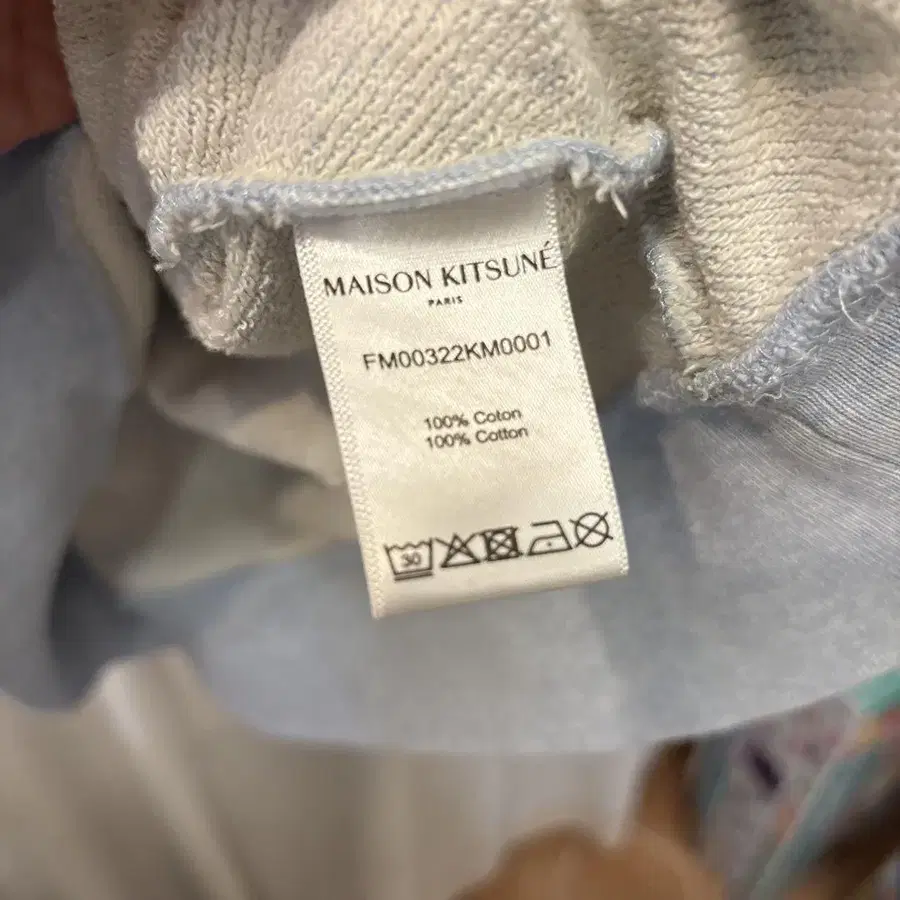 MAISON KITSUNÉ
PARIS
FM00322KM0001
100% Coton
100% Cotton
30